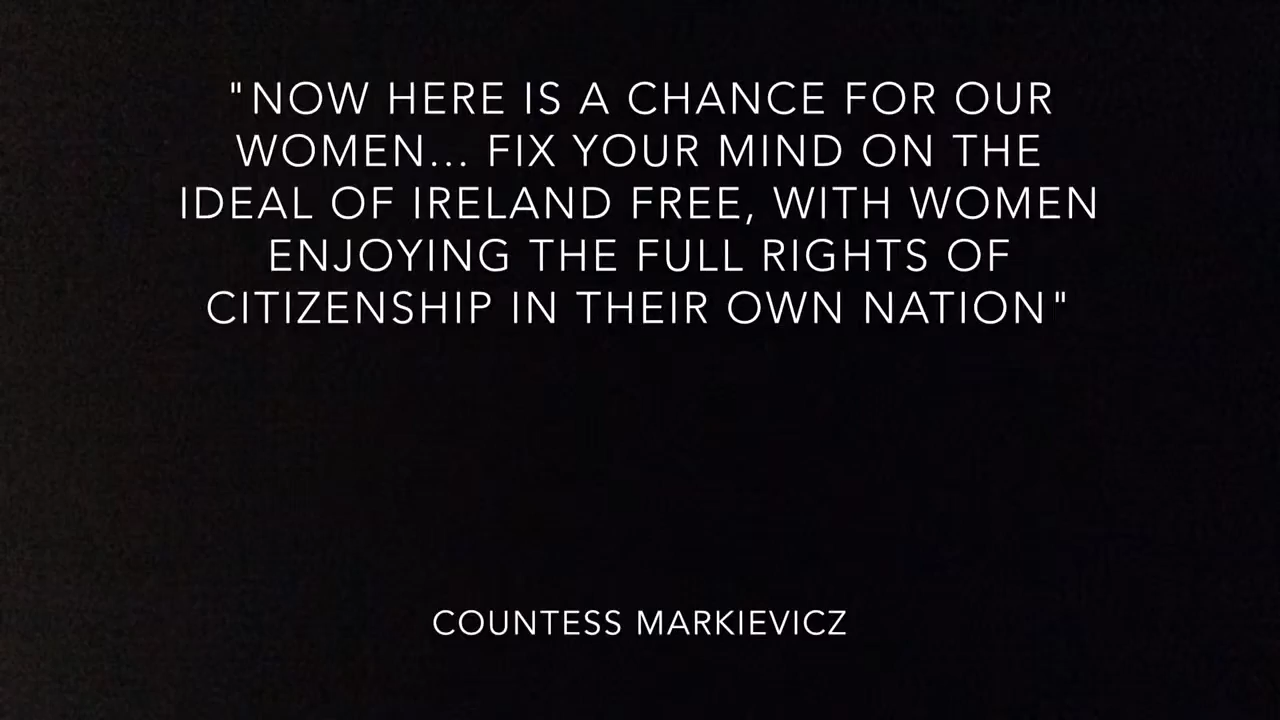 "NOW HERE IS A CHANCE FOR OUR
WOMEN... FIX YOUR MIND ON THE
IDEAL OF IRELAND FREE, WITH WOMEN
ENJOYING THE FULL RIGHTS OF
CITIZENSHIP IN THEIR OWN NATION"
COUNTESS MARKIEVICZ